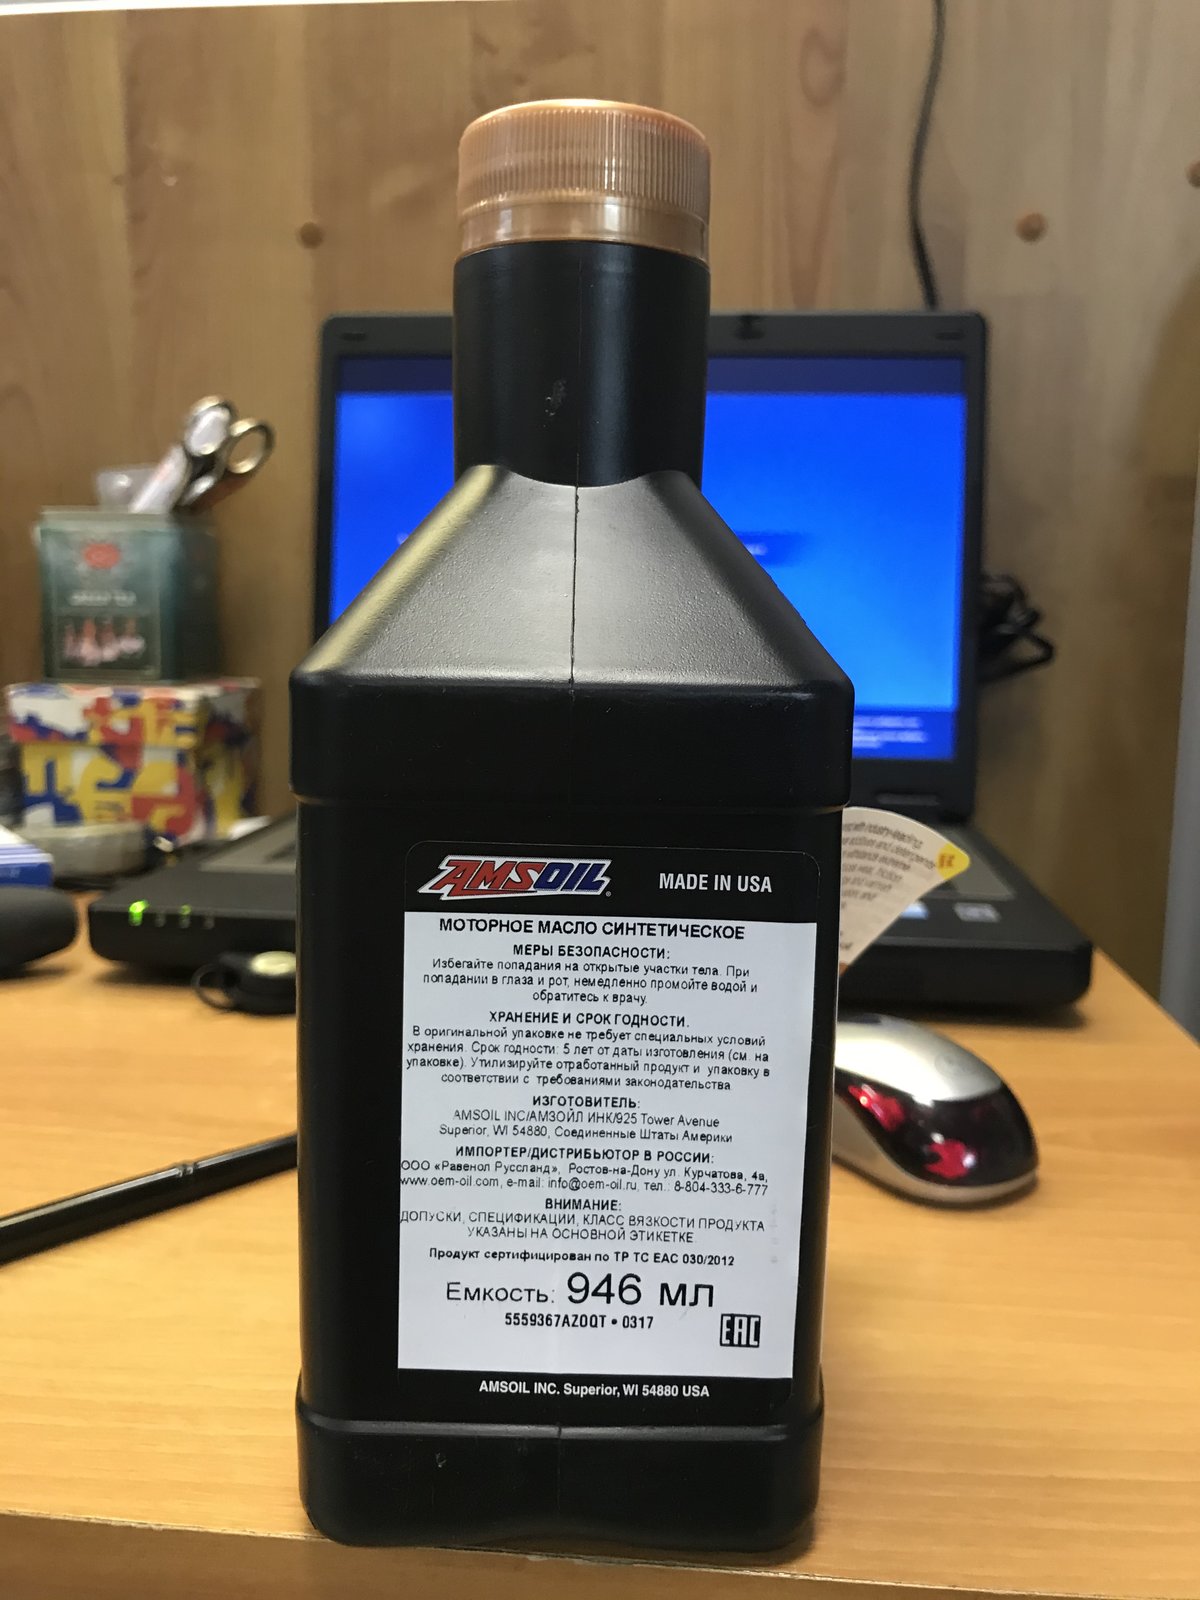 GREEN TEA
AMSOIL
MADE IN USA
МОТОРНОЕ МАСЛО СИНТЕТИЧЕСКОЕ
МЕРЫ БЕЗОПАСНОСТИ:
Избегайте попадания на открытые участки тела. При
попадании в глаза и рот, немедленно промойте водой и
обратитесь к врачу.
ХРАНЕНИЕ И СРОК ГОДНОСТИ.
В оригинальной упаковке не требует специальных условий
хранения. Срок годности: 5 лет от даты изготовления (см. на
упаковке). Утилизируйте отработанный продукт и упаковку в
соответствии с требованиями законодательства
ИЗГОТОВИТЕЛЬ:
AMSOIL INC/АМЗОЙЛ ИНК/925 Tower Avenue
Superior, WI 54880, Соединенные Штаты Америки
ИМПОРТЕР/ДИСТРИБЬЮТОР В РОССИИ:
ООО «Равенол Руссланд», Ростов-на-Дону ул. Курчатова, 4а,
www.oem-oil.com, e-mail: info@oem-oil.ru, тел.: 8-804-333-6-777
ВНИМАНИЕ:
ДОПУСКИ, СПЕЦИФИКАЦИИ, КЛАСС ВЯЗКОСТИ ПРОДУКТА
УКАЗАНЫ НА ОСНОВНОЙ ЭТИКЕТКЕ.
Продукт сертифицирован по ТР ТС ЕАС 030/2012
Емкость: 946 мл
5559367AZOQT • 0317
EAC
AMSOIL INC. Superior, WI 54880 USA